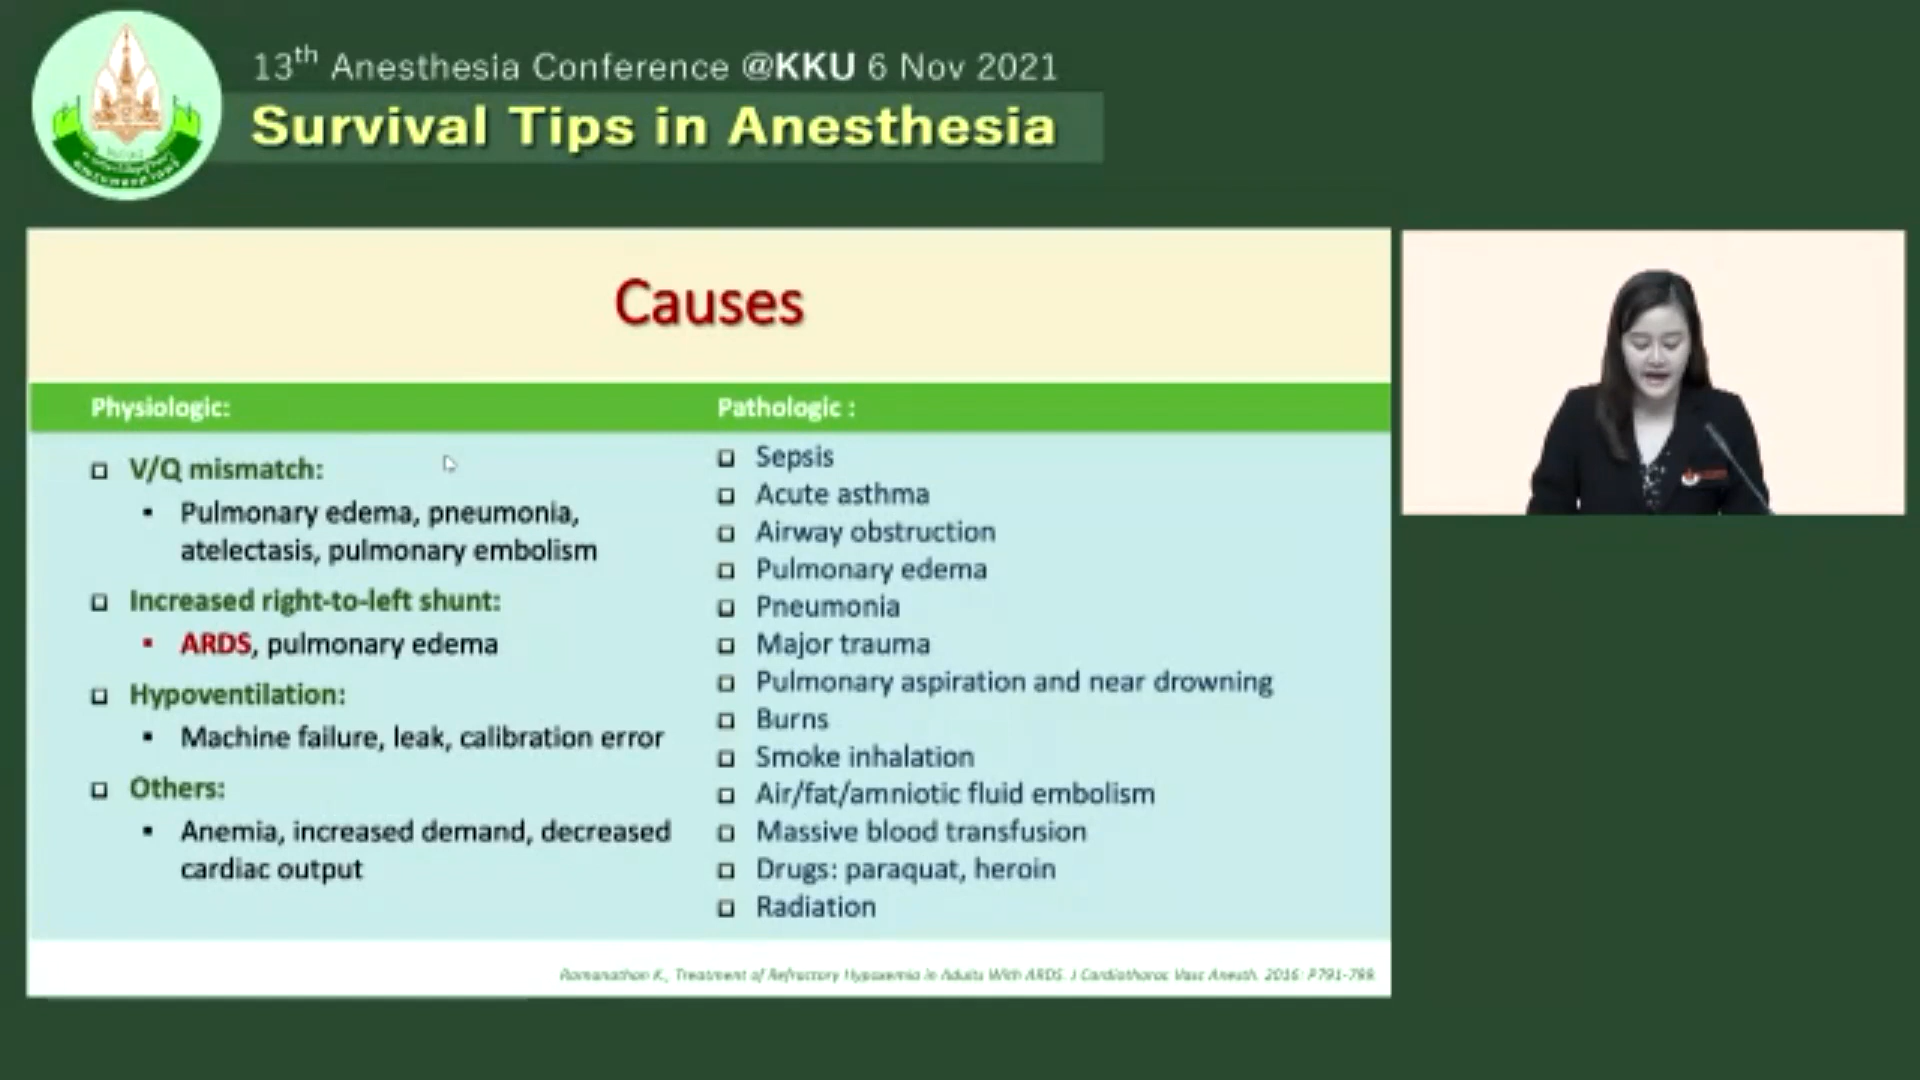 13th Anesthesia Conference @KKU 6 Nov 2021
Survival Tips in Anesthesia
Causes
Physiologic:
V/Q mismatch:
Pulmonary edema, pneumonia,
atelectasis, pulmonary embolism
Increased right-to-left shunt:
ARDS, pulmonary edema
Hypoventilation:
Machine failure, leak, calibration error
Others:
Anemia, increased demand, decreased
cardiac output
Pathologic :
Sepsis
Acute asthma
Airway obstruction
Pulmonary edema
Pneumonia
Major trauma
Pulmonary aspiration and near drowning
Burns
Smoke inhalation
Air/fat/amniotic fluid embolism
Massive blood transfusion
Drugs: paraquat, heroin
Radiation
Ramanathan K., Treatment of Refractory Hypoxemia in Adults With ARDS. J Cardiothorac Vasc Anesth. 2016: P791-799